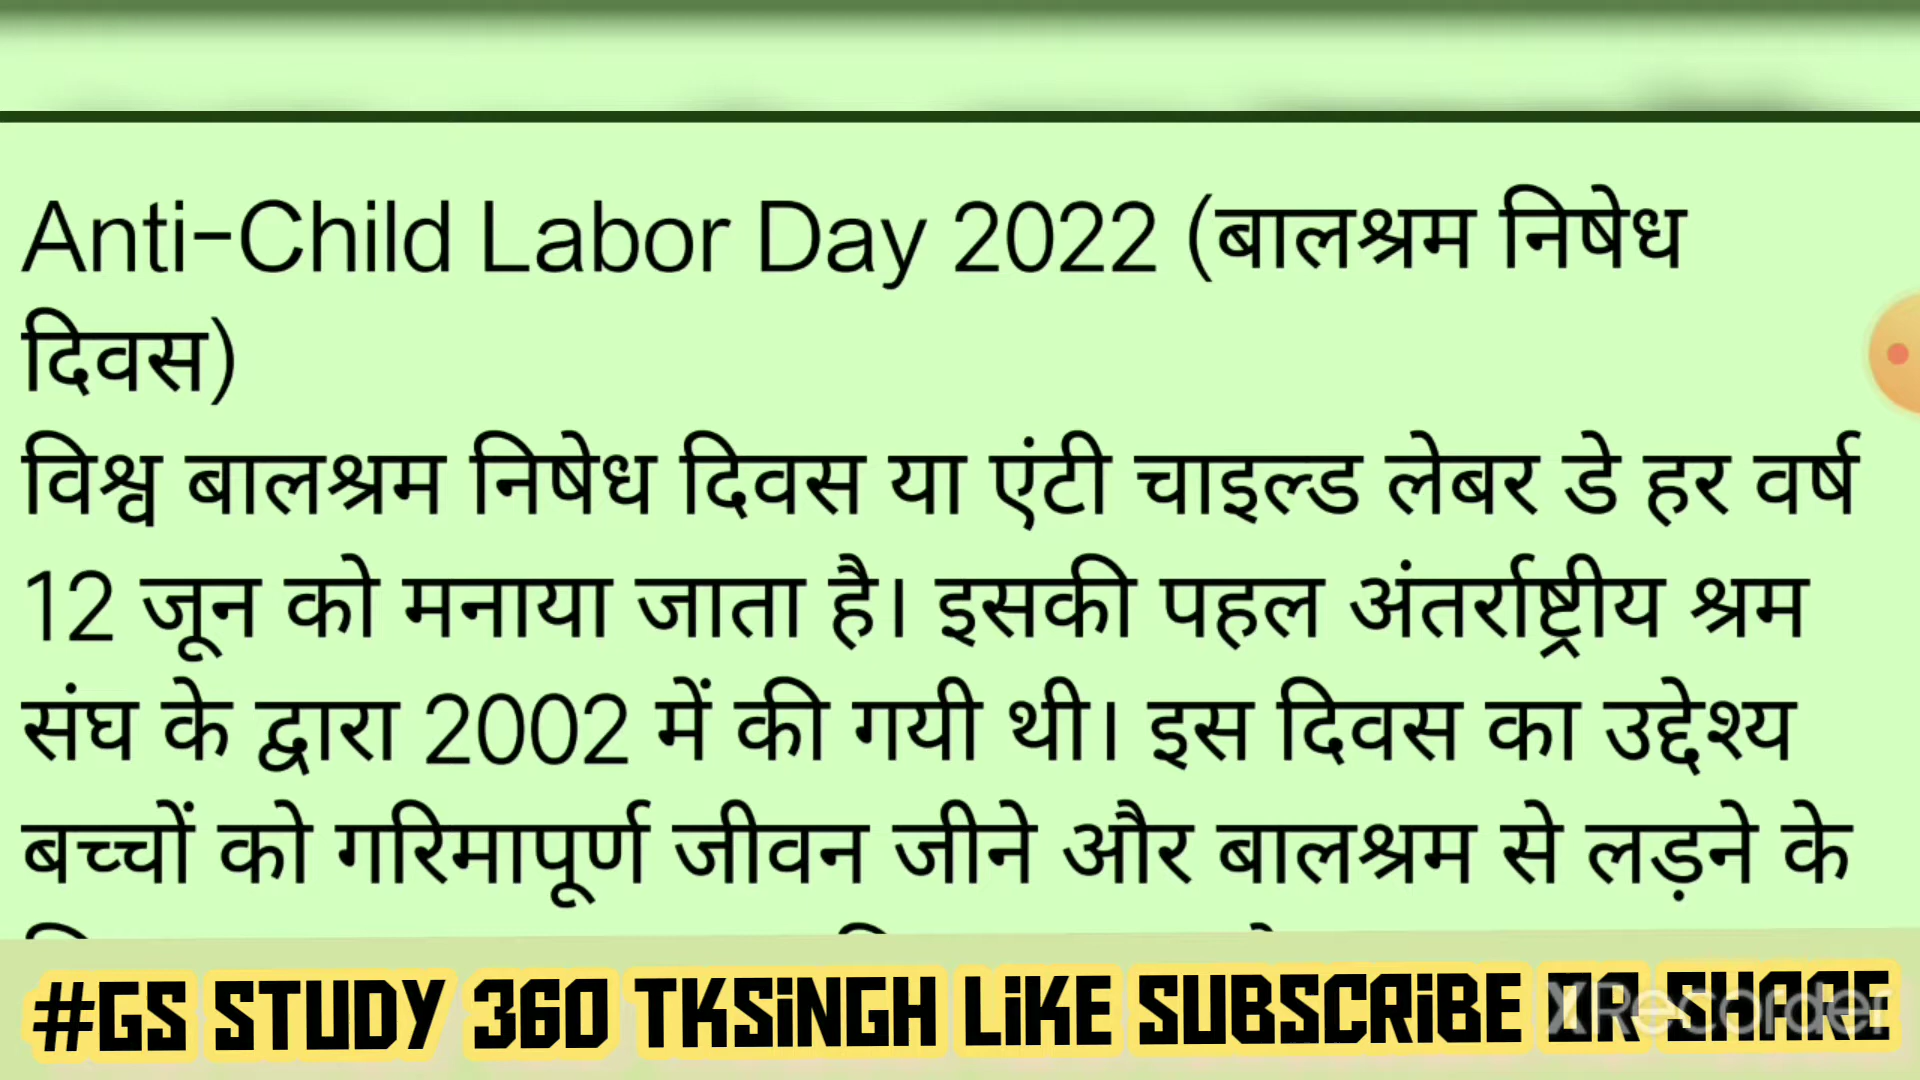 Anti-Child Labor Day 2022 (बालश्रम निषेध
दिवस)
विश्व बालश्रम निषेध दिवस या एंटी चाइल्ड लेबर डे हर वर्ष
12 जून को मनाया जाता है। इसकी पहल अंतर्राष्ट्रीय श्रम
संघ के द्वारा 2002 में की गयी थी। इस दिवस का उद्देश्य
बच्चों को गरिमापूर्ण जीवन जीने और बालश्रम से लड़ने के
#GS STUDY 360 TKSiNGH LiKE SUBSCRiBE OR SHARE
XRecorder